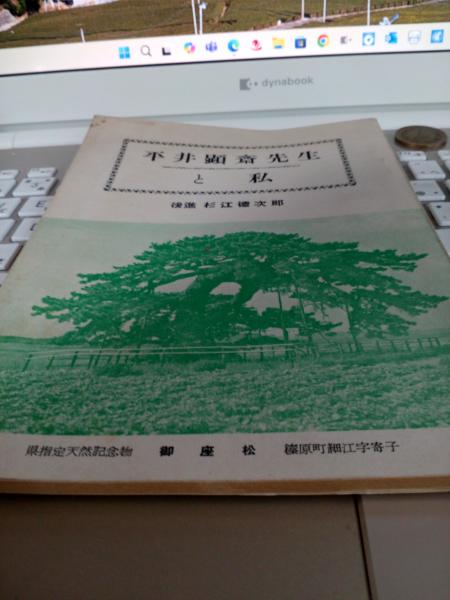 dynabook
平井顕斎先生
と 私
後進 杉江徳次郎
県指定天然記念物 御座松 榛原町細江字寄子